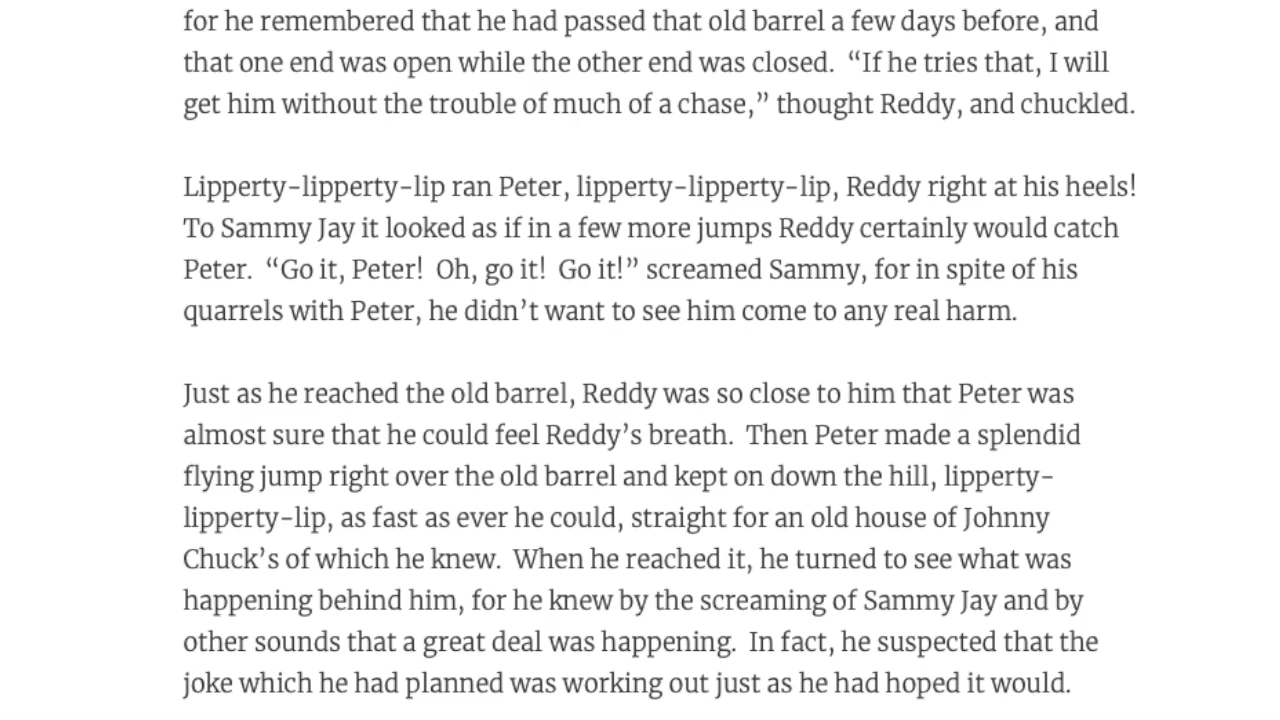 for he remembered that he had passed that old barrel a few days before, and
that one end was open while the other end was closed.  “If he tries that, I will
get him without the trouble of much of a chase,” thought Reddy, and chuckled.
Lipperty-lipperty-lip ran Peter, lipperty-lipperty-lip, Reddy right at his heels!
To Sammy Jay it looked as if in a few more jumps Reddy certainly would catch
Peter.  “Go it, Peter!  Oh, go it!  Go it!” screamed Sammy, for in spite of his
quarrels with Peter, he didn’t want to see him come to any real harm.
Just as he reached the old barrel, Reddy was so close to him that Peter was
almost sure that he could feel Reddy’s breath.  Then Peter made a splendid
flying jump right over the old barrel and kept on down the hill, lipperty-
lipperty-lip, as fast as ever he could, straight for an old house of Johnny
Chuck’s of which he knew.  When he reached it, he turned to see what was
happening behind him, for he knew by the screaming of Sammy Jay and by
other sounds that a great deal was happening.  In fact, he suspected that the
joke which he had planned was working out just as he had hoped it would.